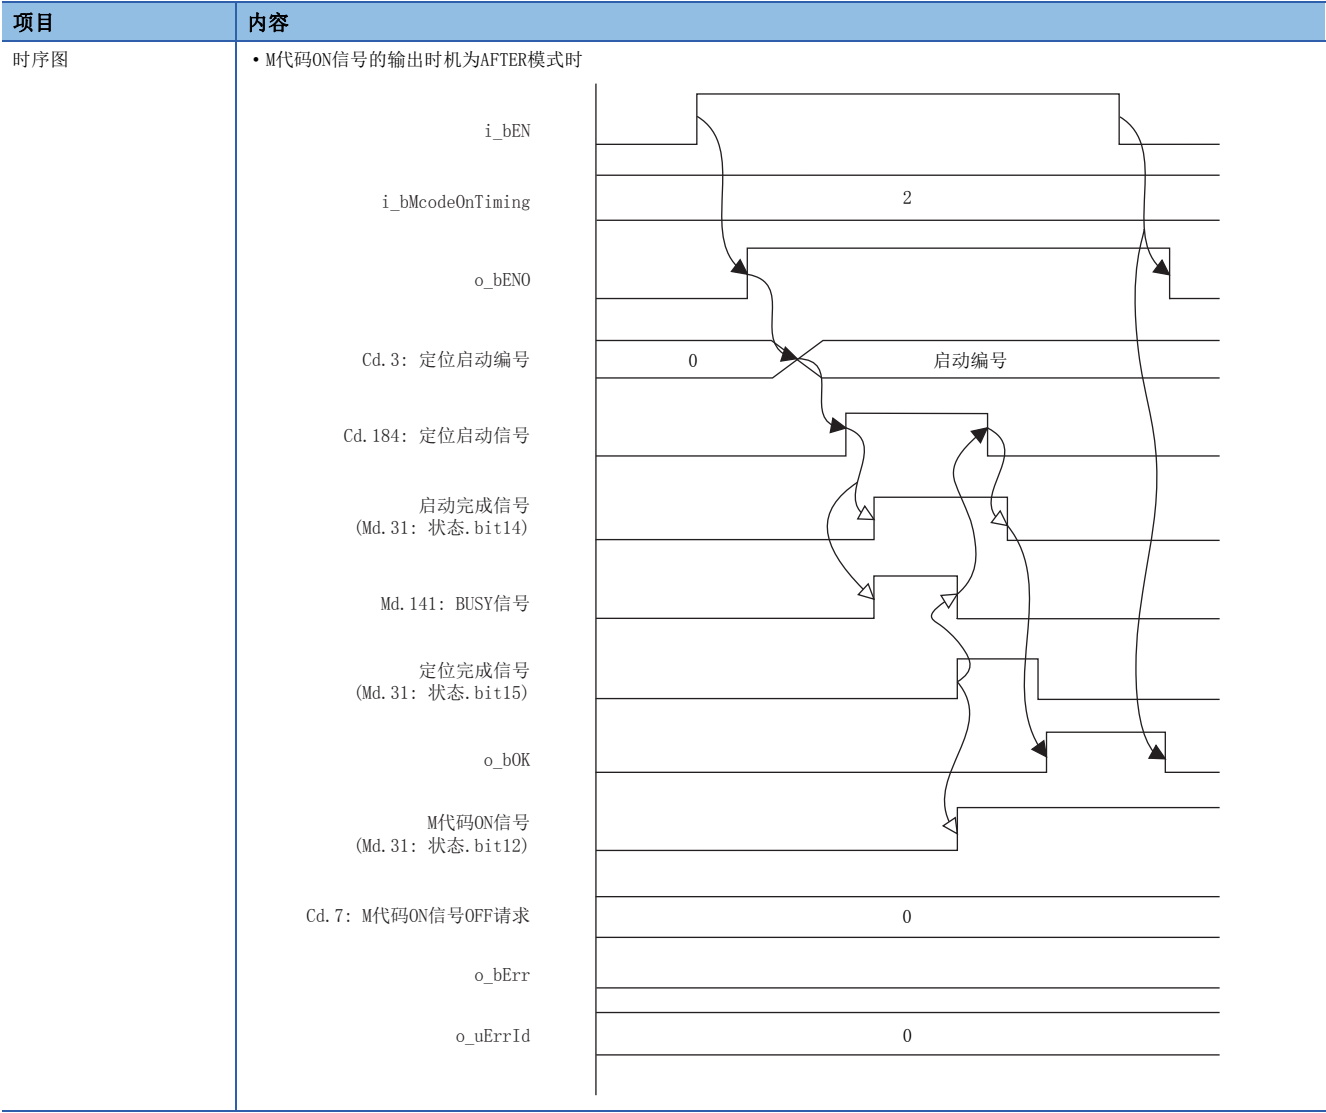 项目 内容
时序图 •M代码ON信号的输出时机为AFTER模式时
i_bEN
i_bMcodeOnTiming 2
o_bENO
Cd.3: 定位启动编号 0 启动编号
Cd.184: 定位启动信号
启动完成信号
(Md.31: 状态.bit14)
Md.141: BUSY信号
定位完成信号
(Md.31: 状态.bit15)
o_bOK
M代码ON信号
(Md.31: 状态.bit12)
Cd.7: M代码ON信号OFF请求 0
o_bErr
o_uErrId 0